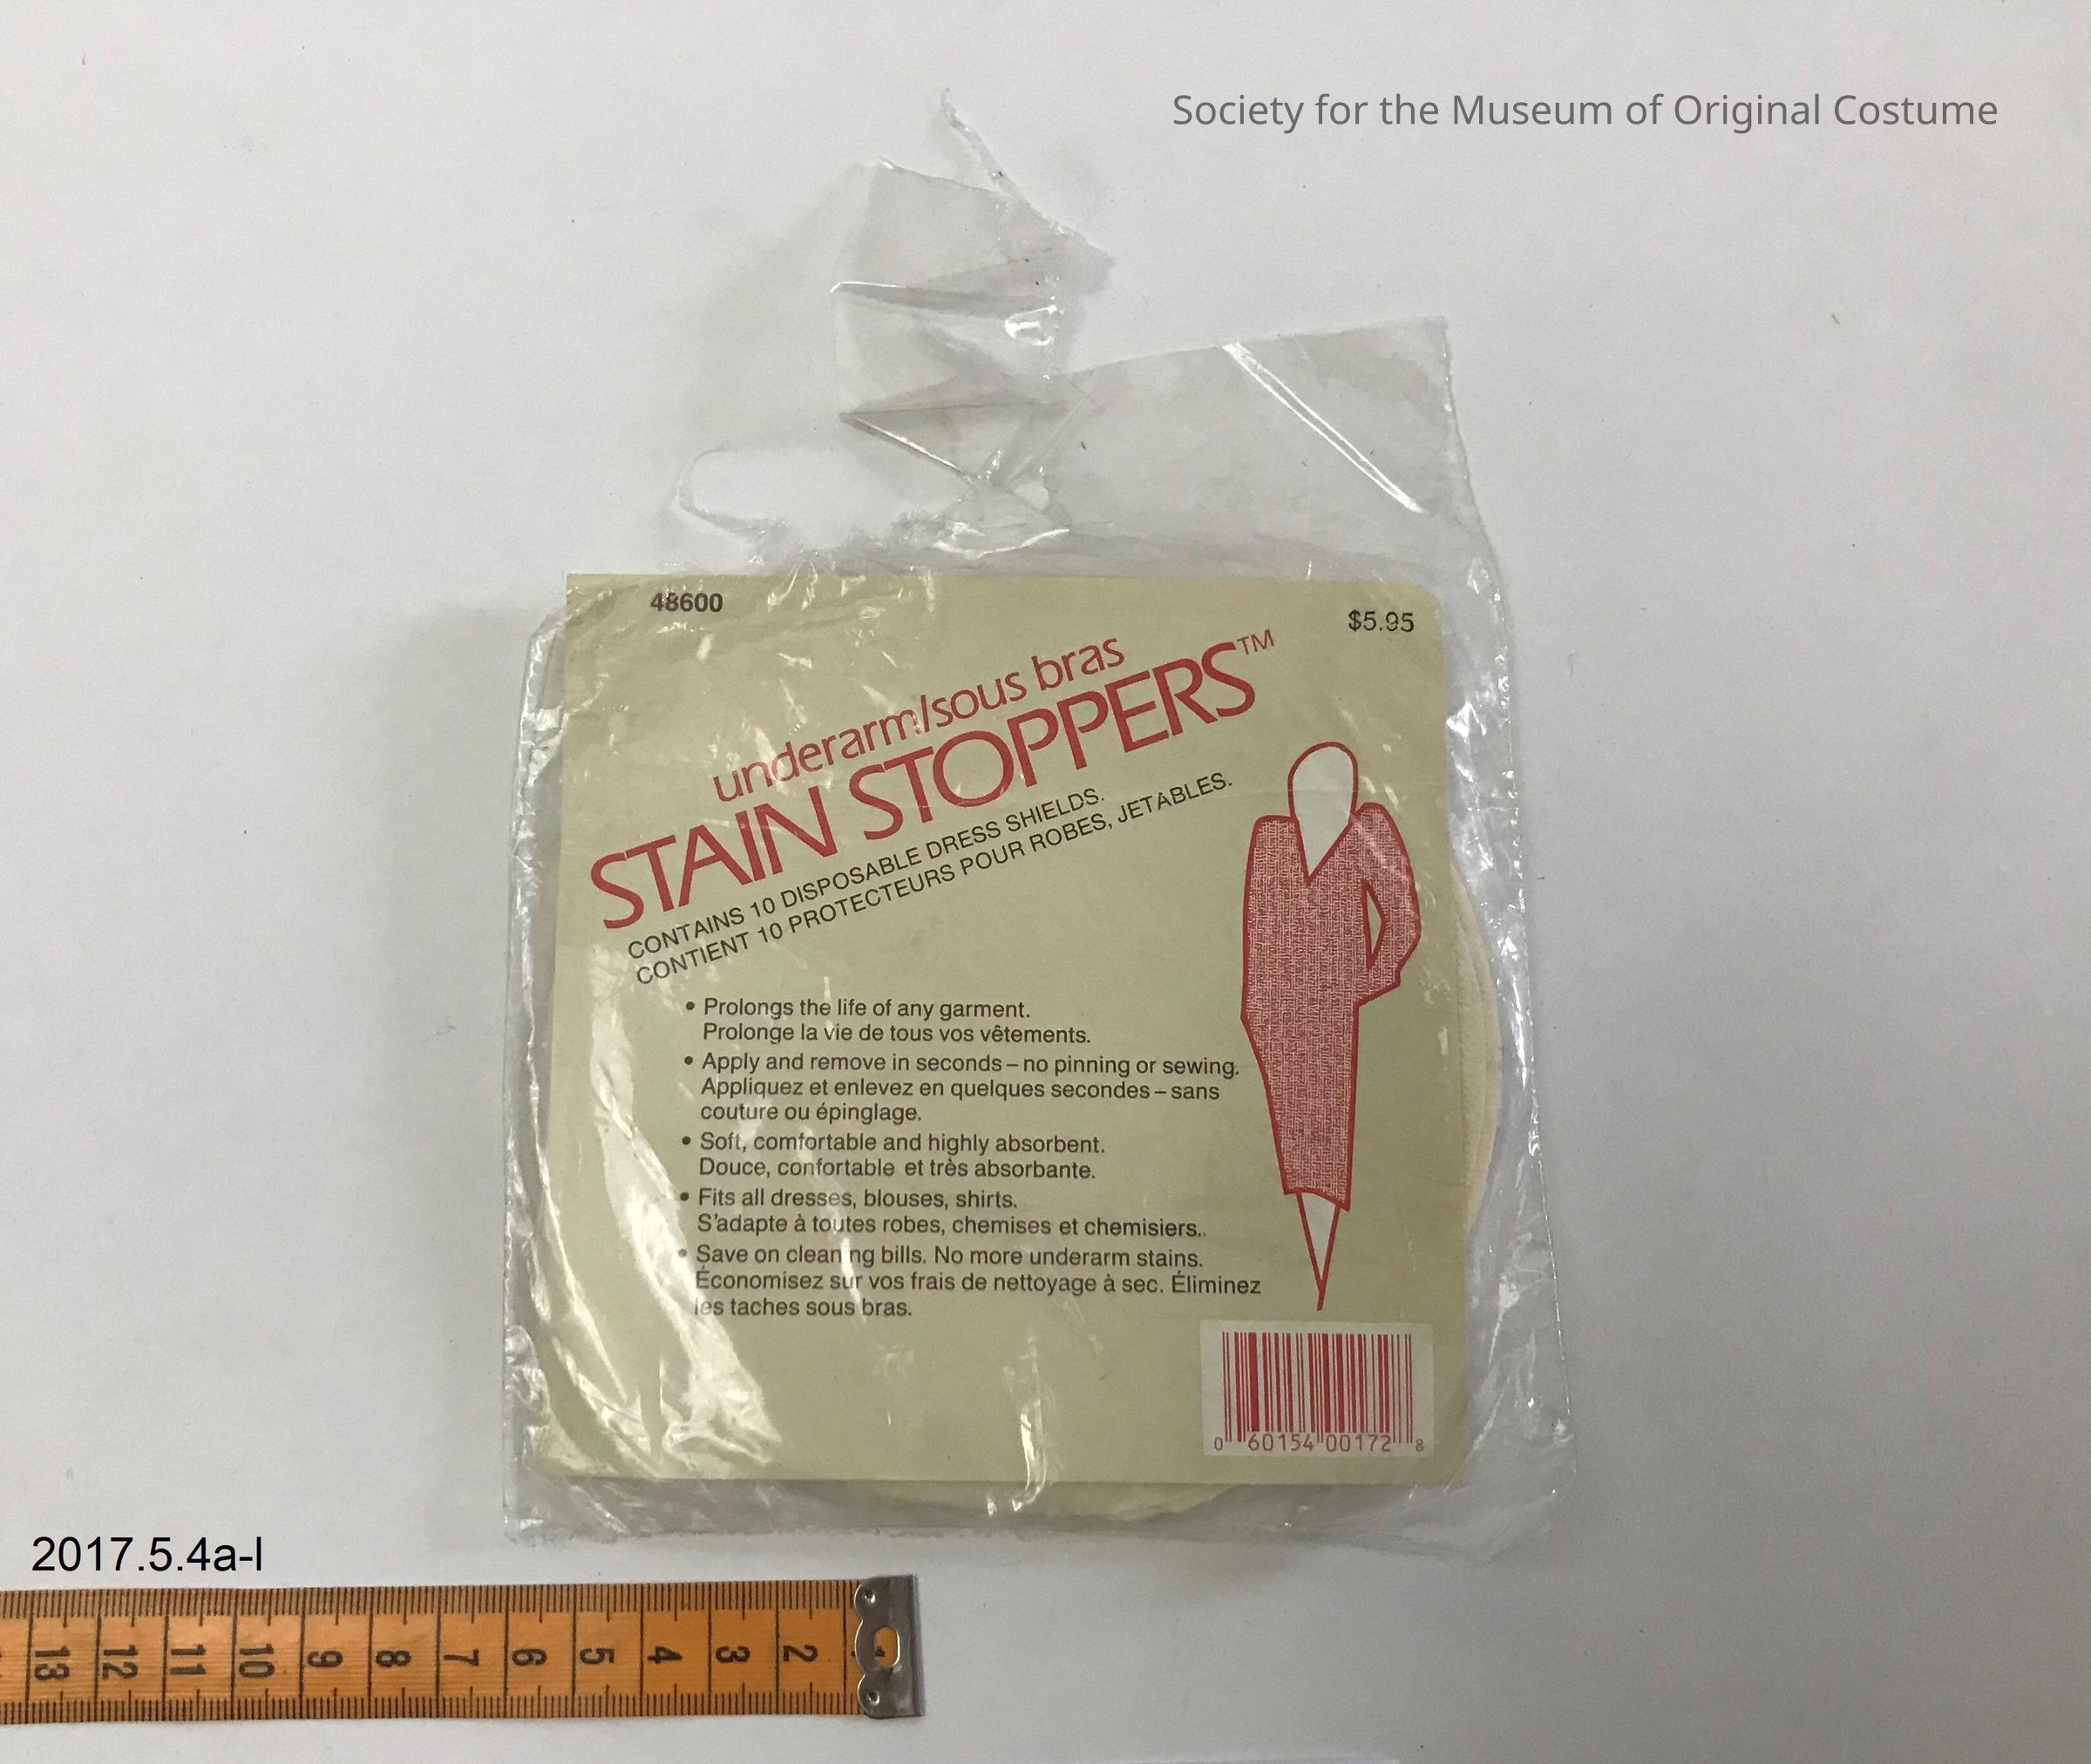 Society for the Museum of Original Costume
48600
$5.95
underarm/sous bras
STAIN STOPPERS™
CONTAINS 10 DISPOSABLE DRESS SHIELDS.
CONTIENT 10 PROTECTEURS POUR ROBES, JETABLES.
• Prolongs the life of any garment.
Prolonge la vie de tous vos vêtements.
• Apply and remove in seconds – no pinning or sewing.
Appliquez et enlevez en quelques secondes – sans
couture ou épinglage.
• Soft, comfortable and highly absorbent.
Douce, confortable et très absorbante.
• Fits all dresses, blouses, shirts.
S'adapte à toutes robes, chemises et chemisiers..
• Save on cleaning bills. No more underarm stains.
Économisez sur vos frais de nettoyage à sec. Éliminez
les taches sous bras.
0 60154 00172 8
2017.5.4a-l
13 12 11 10 9 8 7 6 5 4 3 2 1